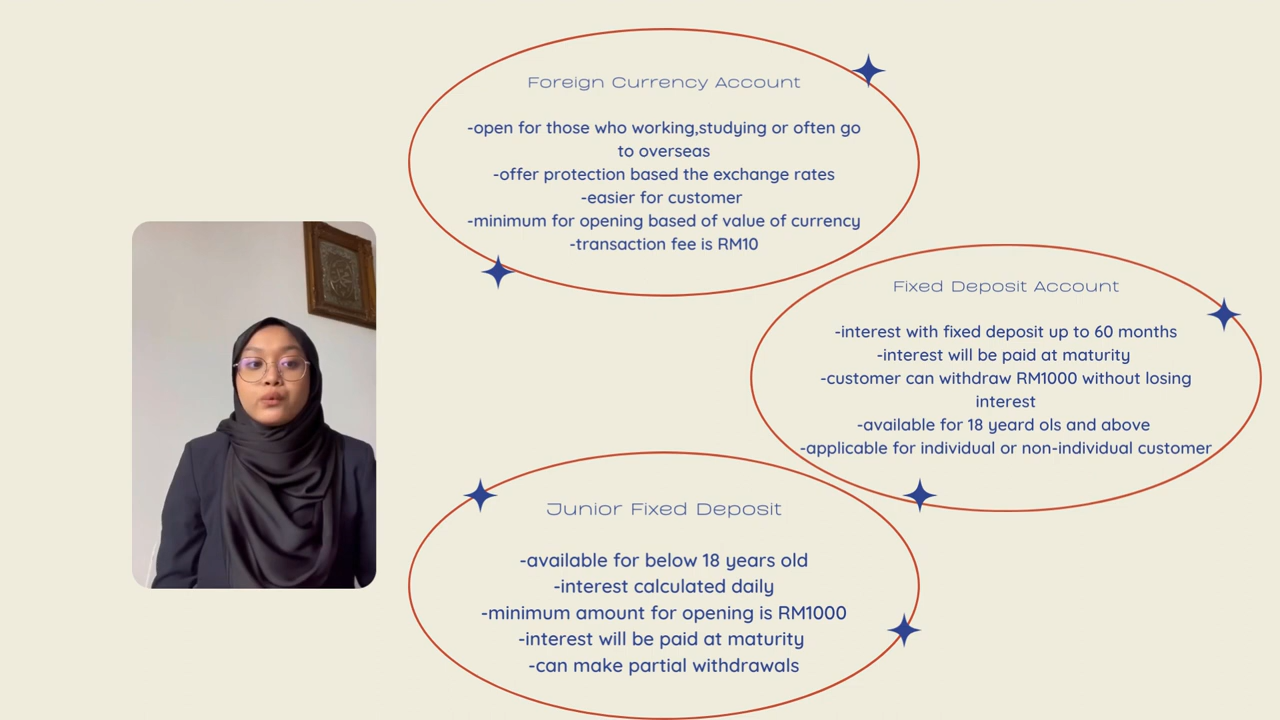 Foreign Currency Account
-open for those who working,studying or often go
to overseas
-offer protection based the exchange rates
-easier for customer
-minimum for opening based of value of currency
-transaction fee is RM10
Fixed Deposit Account
-interest with fixed deposit up to 60 months
-interest will be paid at maturity
-customer can withdraw RM1000 without losing
interest
-available for 18 yeard ols and above
-applicable for individual or non-individual customer
Junior Fixed Deposit
-available for below 18 years old
-interest calculated daily
-minimum amount for opening is RM1000
-interest will be paid at maturity
-can make partial withdrawals